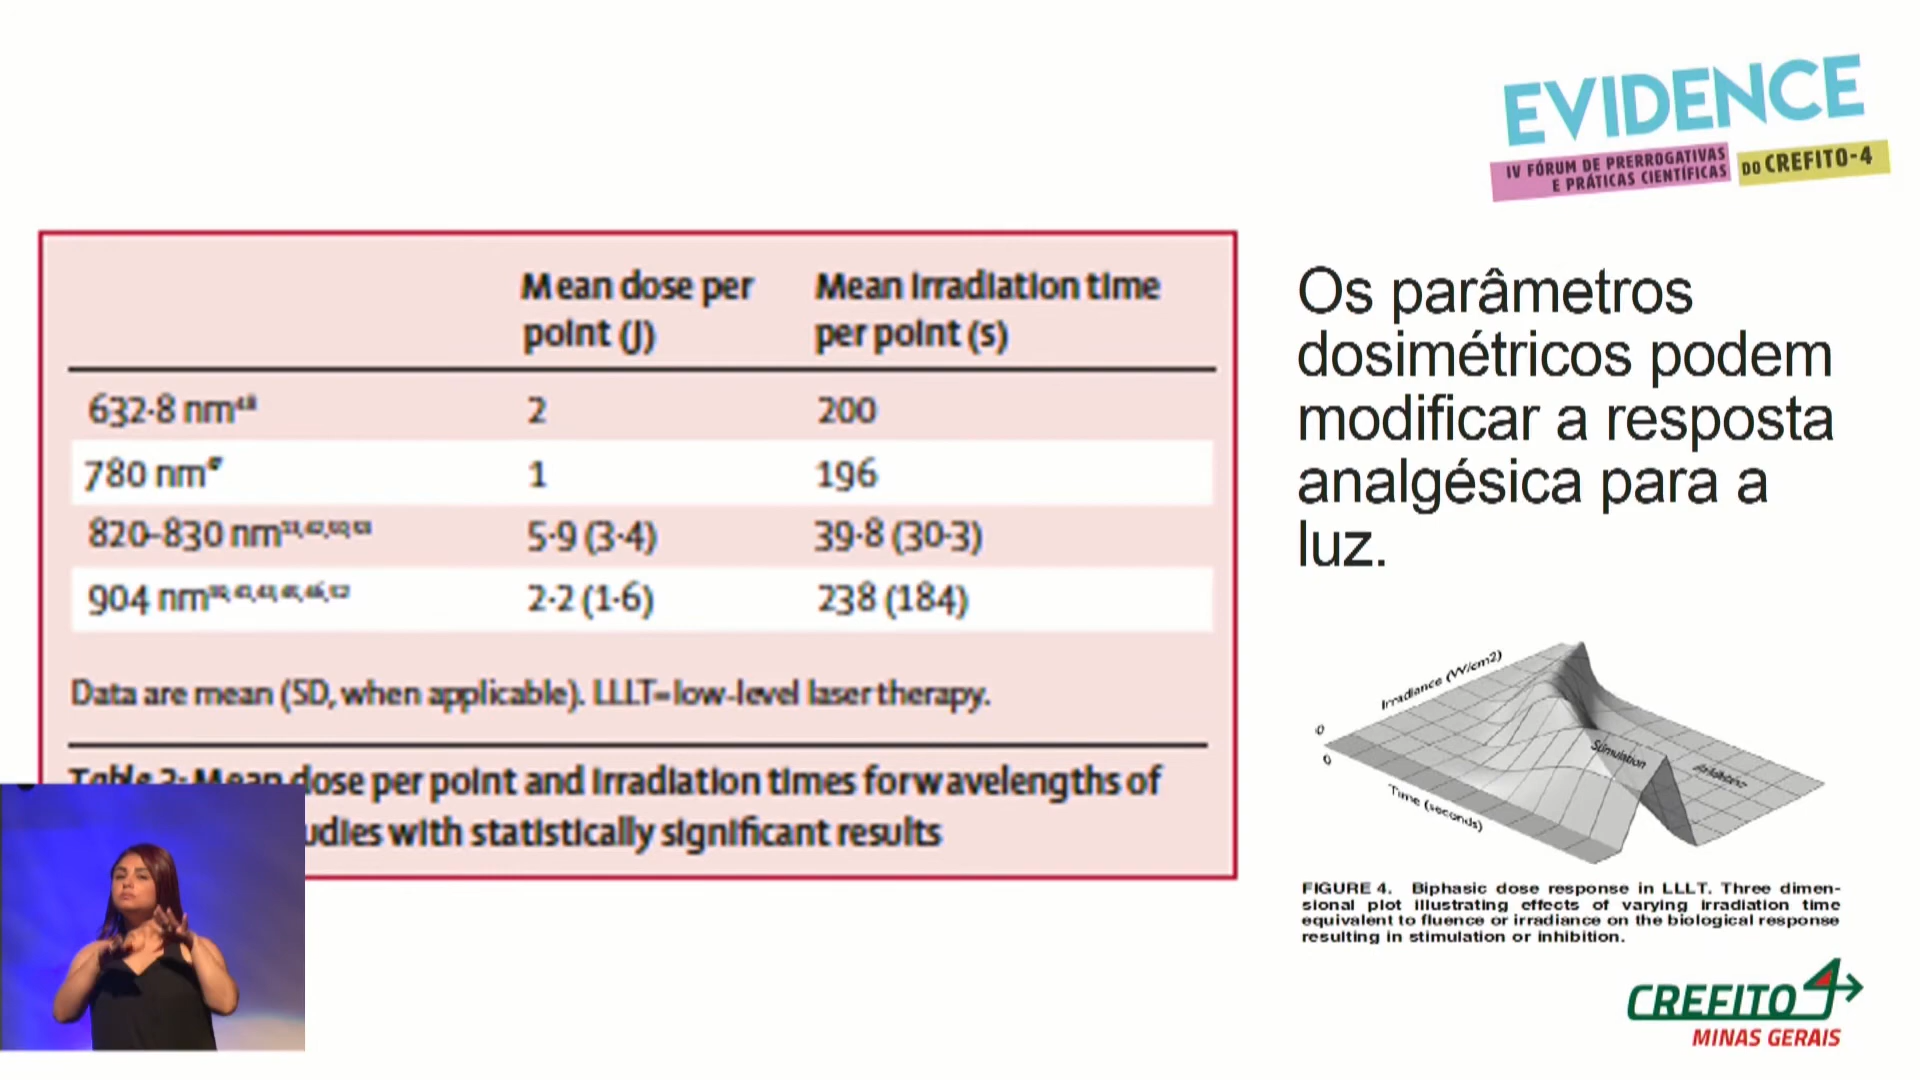 EVIDENCE
IV FÓRUM DE PRERROGATIVAS
E PRÁTICAS CIENTÍFICAS
DO CREFITO-4
Mean dose per
point (J)
Mean irradiation time
per point (s)
632·8 nm
2
200
780 nm
1
196
820–830 nm
5·9 (3·4)
39·8 (30·3)
904 nm
2·2 (1·6)
238 (184)
Data are mean (SD, when applicable). LLLT=low-level laser therapy.
Mean dose per point and irradiation times for wavelengths of
with statistically significant results
Os parâmetros
dosimétricos podem
modificar a resposta
analgésica para a
luz.
Irradiance (W/cm2)
0
0
Time (seconds)
Stimulation
FIGURE 4. Biphasic dose response in LLLT. Three dimen-
sional plot illustrating effects of varying irradiation time
equivalent to fluence or irradiance on the biological response
resulting in stimulation or inhibition.
CREFITO4
MINAS GERAIS